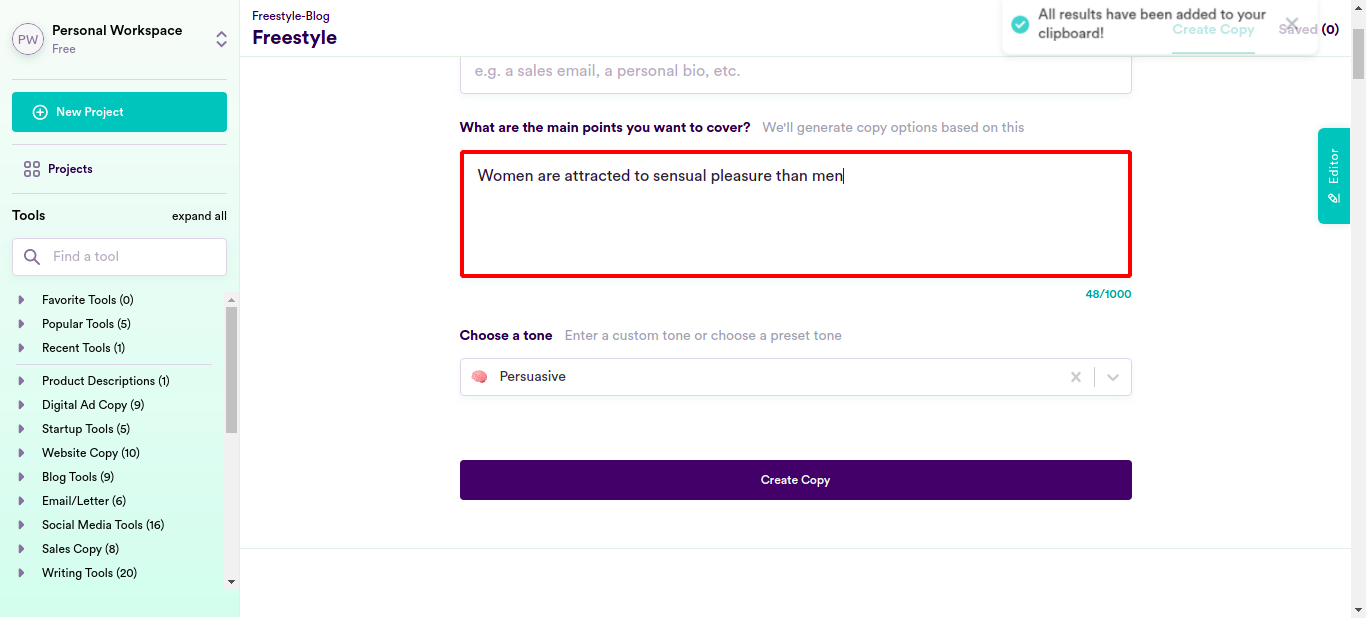 PW
Personal Workspace
Free
New Project
Projects
Tools
expand all
Find a tool
Favorite Tools (0)
Popular Tools (5)
Recent Tools (1)
Product Descriptions (1)
Digital Ad Copy (9)
Startup Tools (5)
Website Copy (10)
Blog Tools (9)
Email/Letter (6)
Social Media Tools (16)
Sales Copy (8)
Writing Tools (20)
Freestyle-Blog
Freestyle
All results have been added to your
clipboard!
Create Copy
Saved (0)
e.g. a sales email, a personal bio, etc.
What are the main points you want to cover? We'll generate copy options based on this
Women are attracted to sensual pleasure than men
48/1000
Choose a tone Enter a custom tone or choose a preset tone
Persuasive
Create Copy
Editor